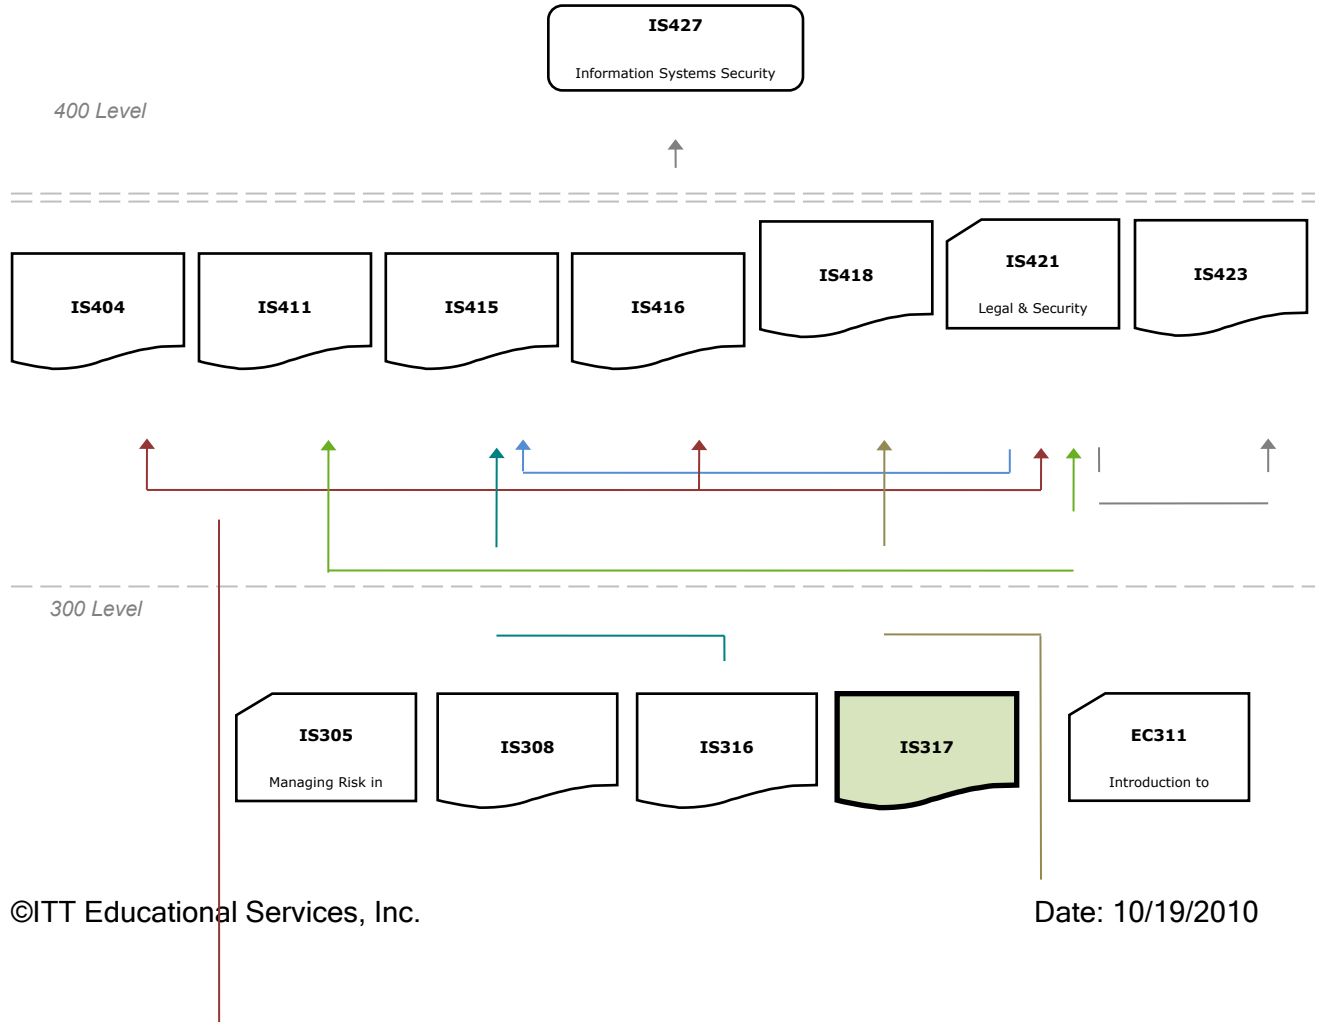 IS427
Information Systems Security
400 Level
IS404
IS411
IS415
IS416
IS418
IS421
Legal & Security
IS423
300 Level
IS305
Managing Risk in
IS308
IS316
IS317
EC311
Introduction to
©ITT Educational Services, Inc.
Date: 10/19/2010